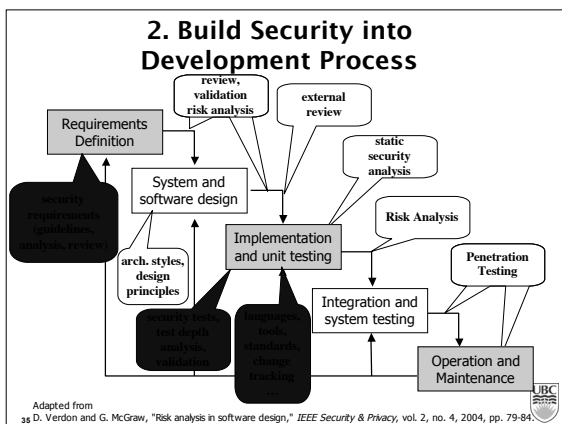 2. Build Security into
Development Process
review,
validation
risk analysis
external
review
Requirements
Definition
static
security
analysis
System and
software design
security
requirements
(guidelines,
analysis, review)
Risk Analysis
Implementation
and unit testing
arch. styles,
design
principles
Penetration
Testing
Integration and
system testing
security tests,
test depth
analysis,
validation
languages,
tools,
standards,
change
tracking
…
Operation and
Maintenance
Adapted from
UBC
35 D. Verdon and G. McGraw, "Risk analysis in software design," IEEE Security & Privacy, vol. 2, no. 4, 2004, pp. 79-84.